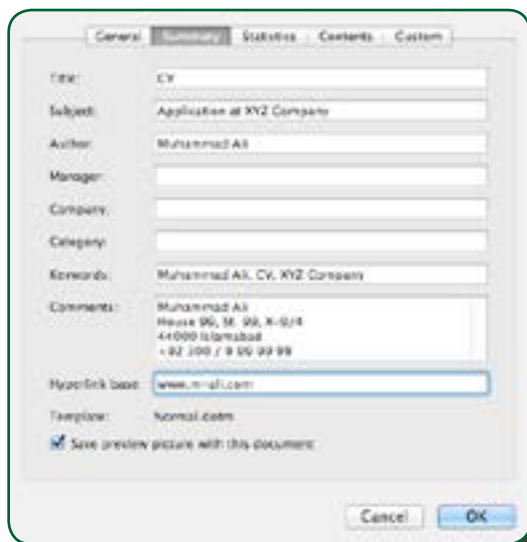 General Summary Statistics Contents Custom
Title: CV
Subject: Application at XYZ Company
Author: Muhammad Ali
Manager:
Company:
Category:
Keywords: Muhammad Ali, CV, XYZ Company
Comments: Muhammad Ali
House 99, St. 99, X-9/4
44000 Islamabad
+92 300 / 9 99 99 99
Hyperlink base: www.m-ali.com
Template: Normal.dotm
Save preview picture with this document
Cancel OK